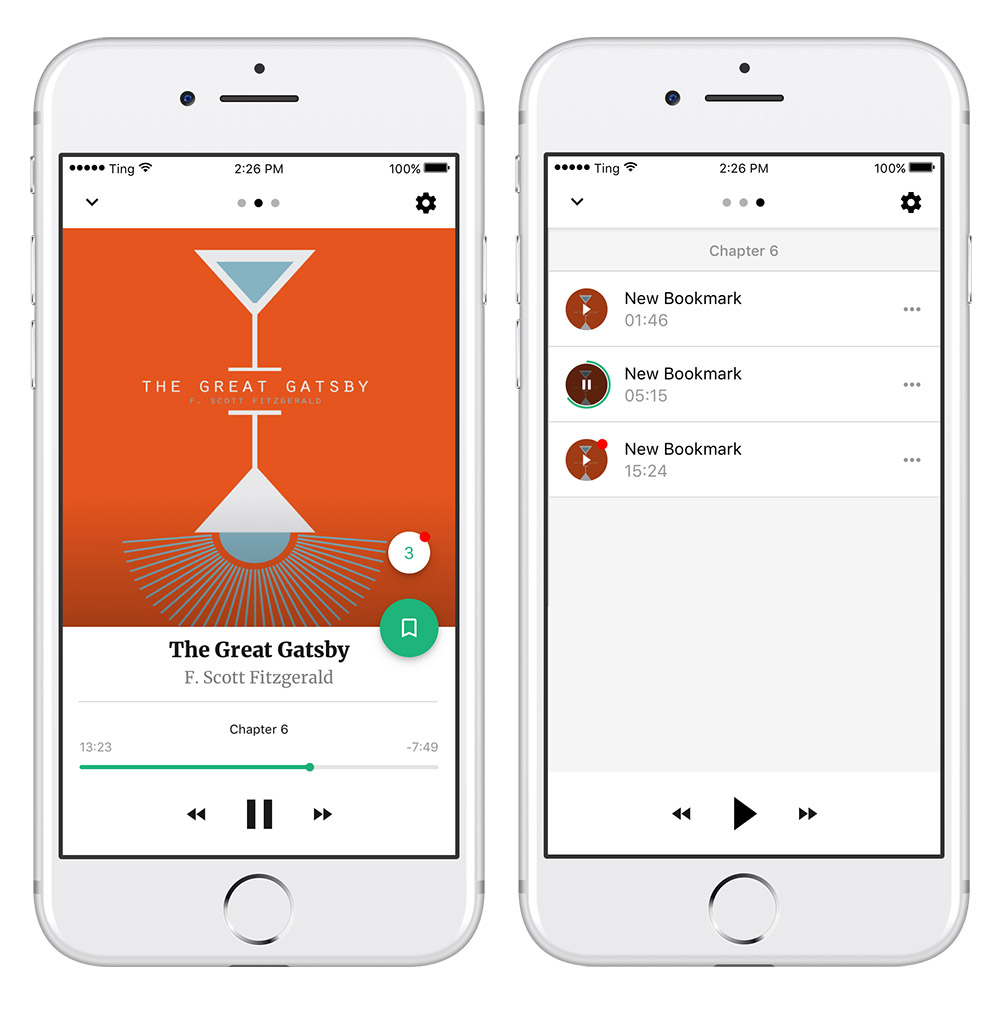 Ting 2:26 PM 100%
THE GREAT GATSBY
F. SCOTT FITZGERALD
3
The Great Gatsby
F. Scott Fitzgerald
Chapter 6
13:23 -7:49
Ting 2:26 PM 100%
Chapter 6
New Bookmark
01:46
New Bookmark
05:15
New Bookmark
15:24